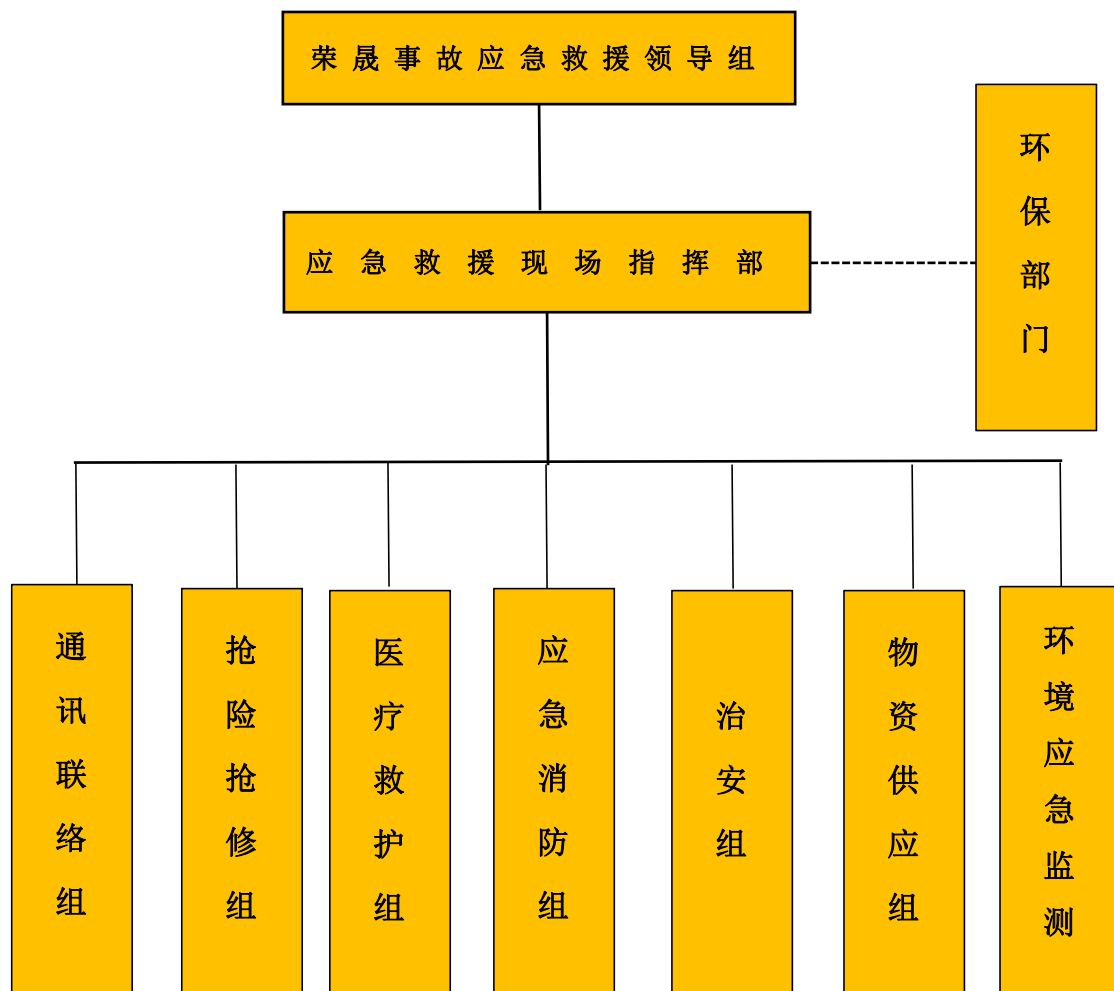 荣晟事故应急救援领导组
环保部门
应急救援现场指挥部
通讯联络组
抢险抢修组
医疗救护组
应急消防组
治安组
物资供应组
环境应急监测